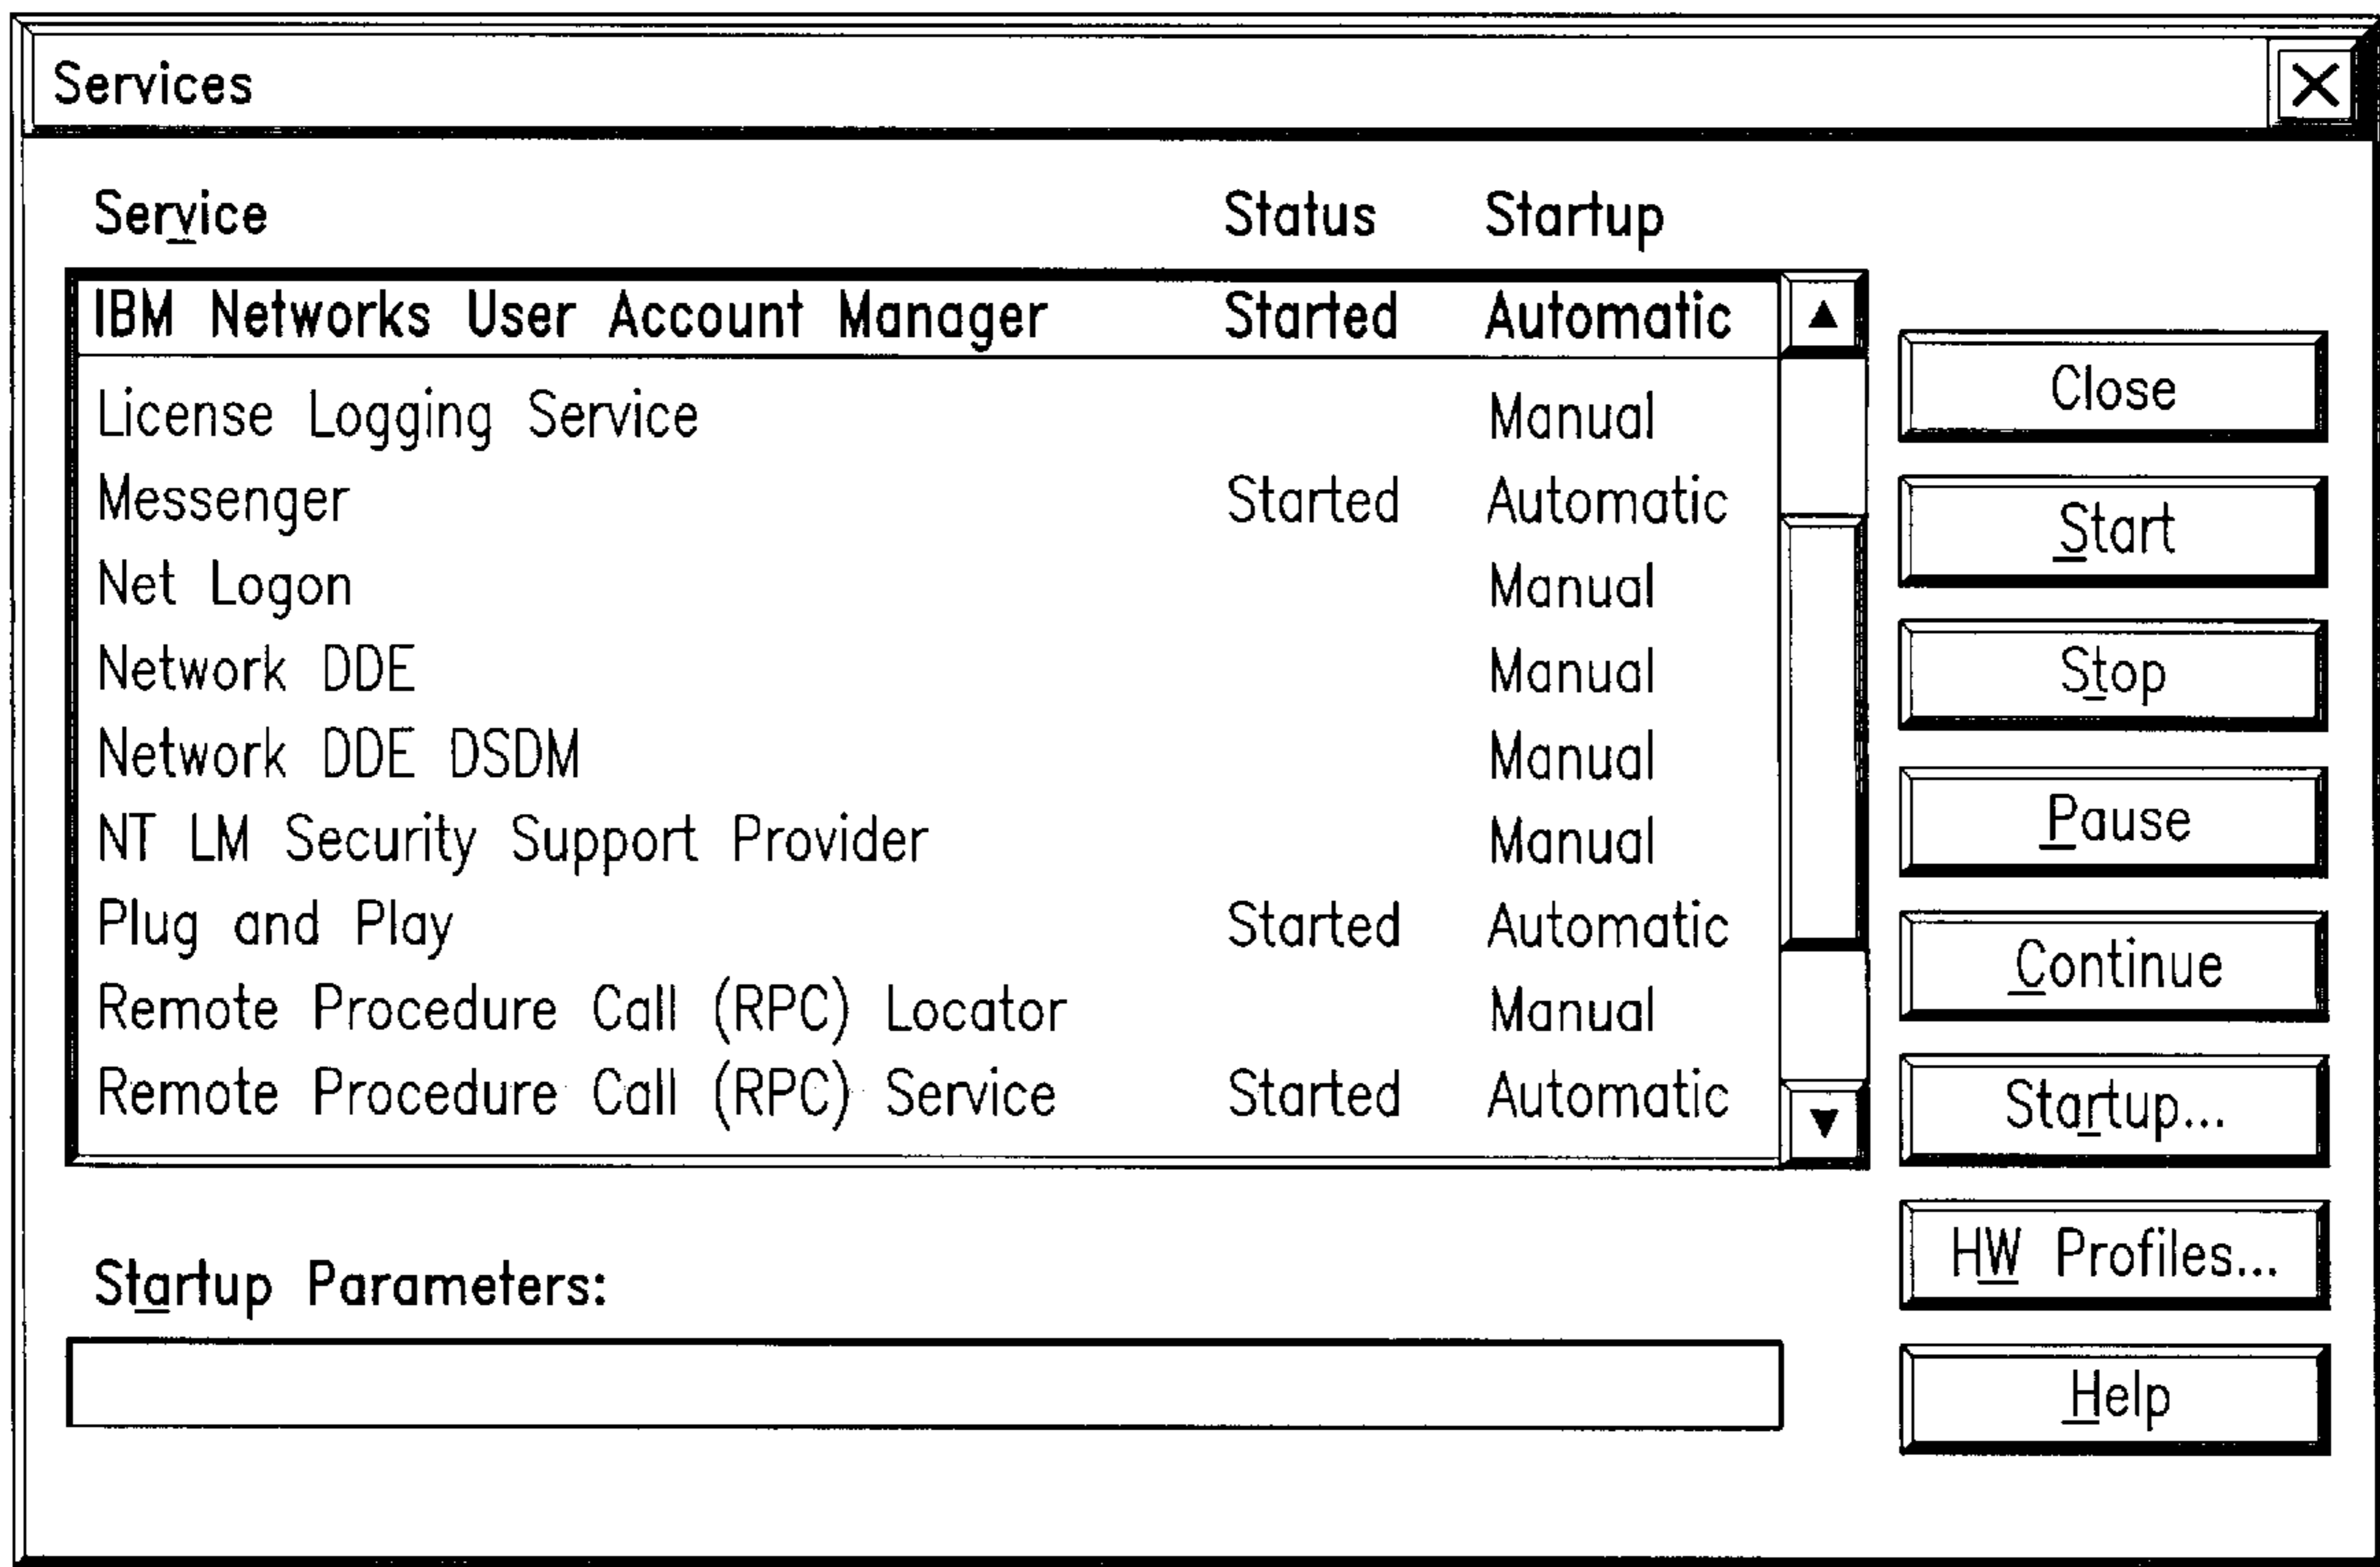 Services
Service Status Startup
IBM Networks User Account Manager Started Automatic
License Logging Service Manual
Messenger Started Automatic
Net Logon Manual
Network DDE Manual
Network DDE DSDM Manual
NT LM Security Support Provider Manual
Plug and Play Started Automatic
Remote Procedure Call (RPC) Locator Manual
Remote Procedure Call (RPC) Service Started Automatic
Startup Parameters:
Close
Start
Stop
Pause
Continue
Startup...
HW Profiles...
Help